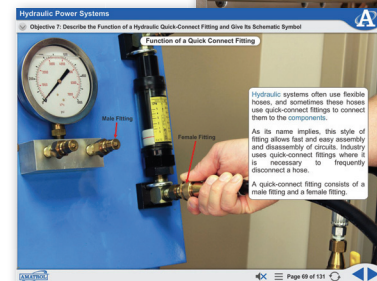 Hydraulic Power Systems
Objective 7: Describe the Function of a Hydraulic Quick-Connect Fitting and Give Its Schematic Symbol
Function of a Quick Connect Fitting
Male Fitting
Female Fitting
Hydraulic systems often use flexible
hoses, and sometimes these hoses
use quick-connect fittings to connect
them to the components.
As its name implies, this style of
fitting allows fast and easy assembly
and disassembly of circuits. Industry
uses quick-connect fittings where it
is necessary to frequently
disconnect a hose.
A quick-connect fitting consists of a
male fitting and a female fitting.
AMATROL
Page 69 of 131